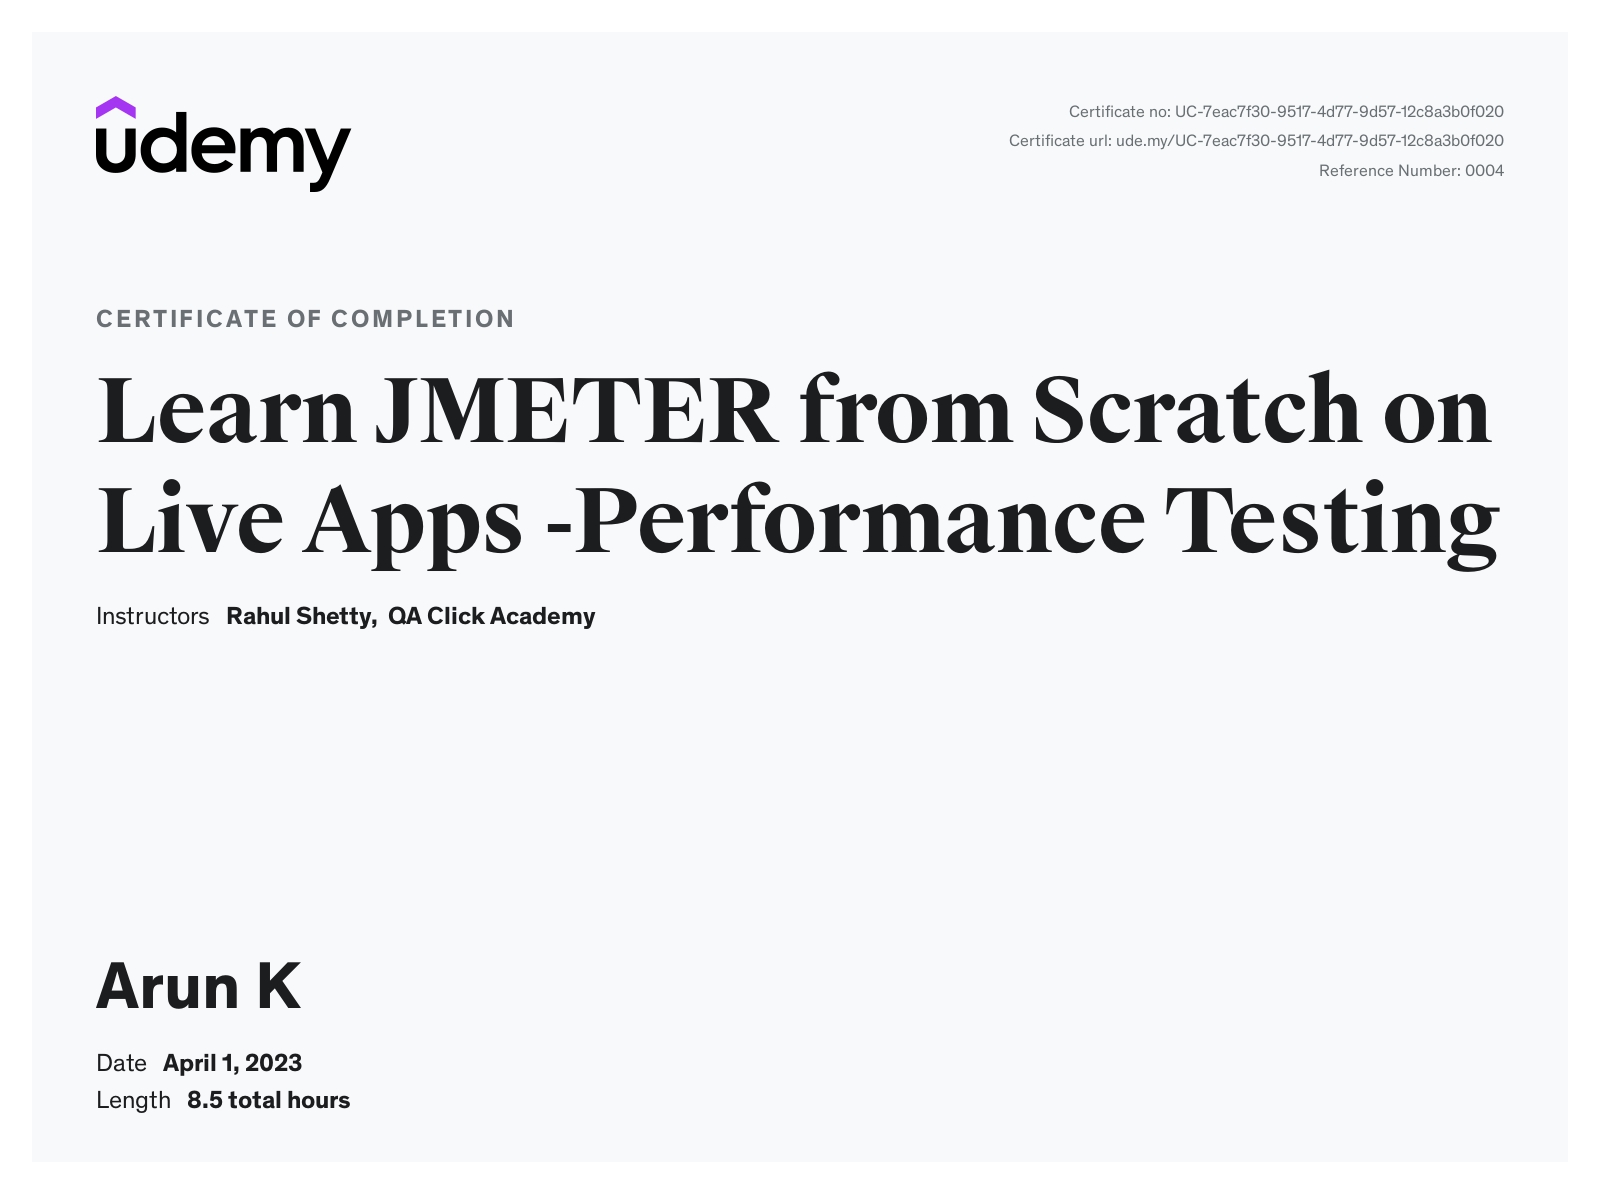 udemy
Certificate no: UC-7eac7f30-9517-4d77-9d57-12c8a3b0f020
Certificate url: ude.my/UC-7eac7f30-9517-4d77-9d57-12c8a3b0f020
Reference Number: 0004
CERTIFICATE OF COMPLETION
Learn JMETER from Scratch on
Live Apps -Performance Testing
Instructors Rahul Shetty, QA Click Academy
Arun K
Date April 1, 2023
Length 8.5 total hours